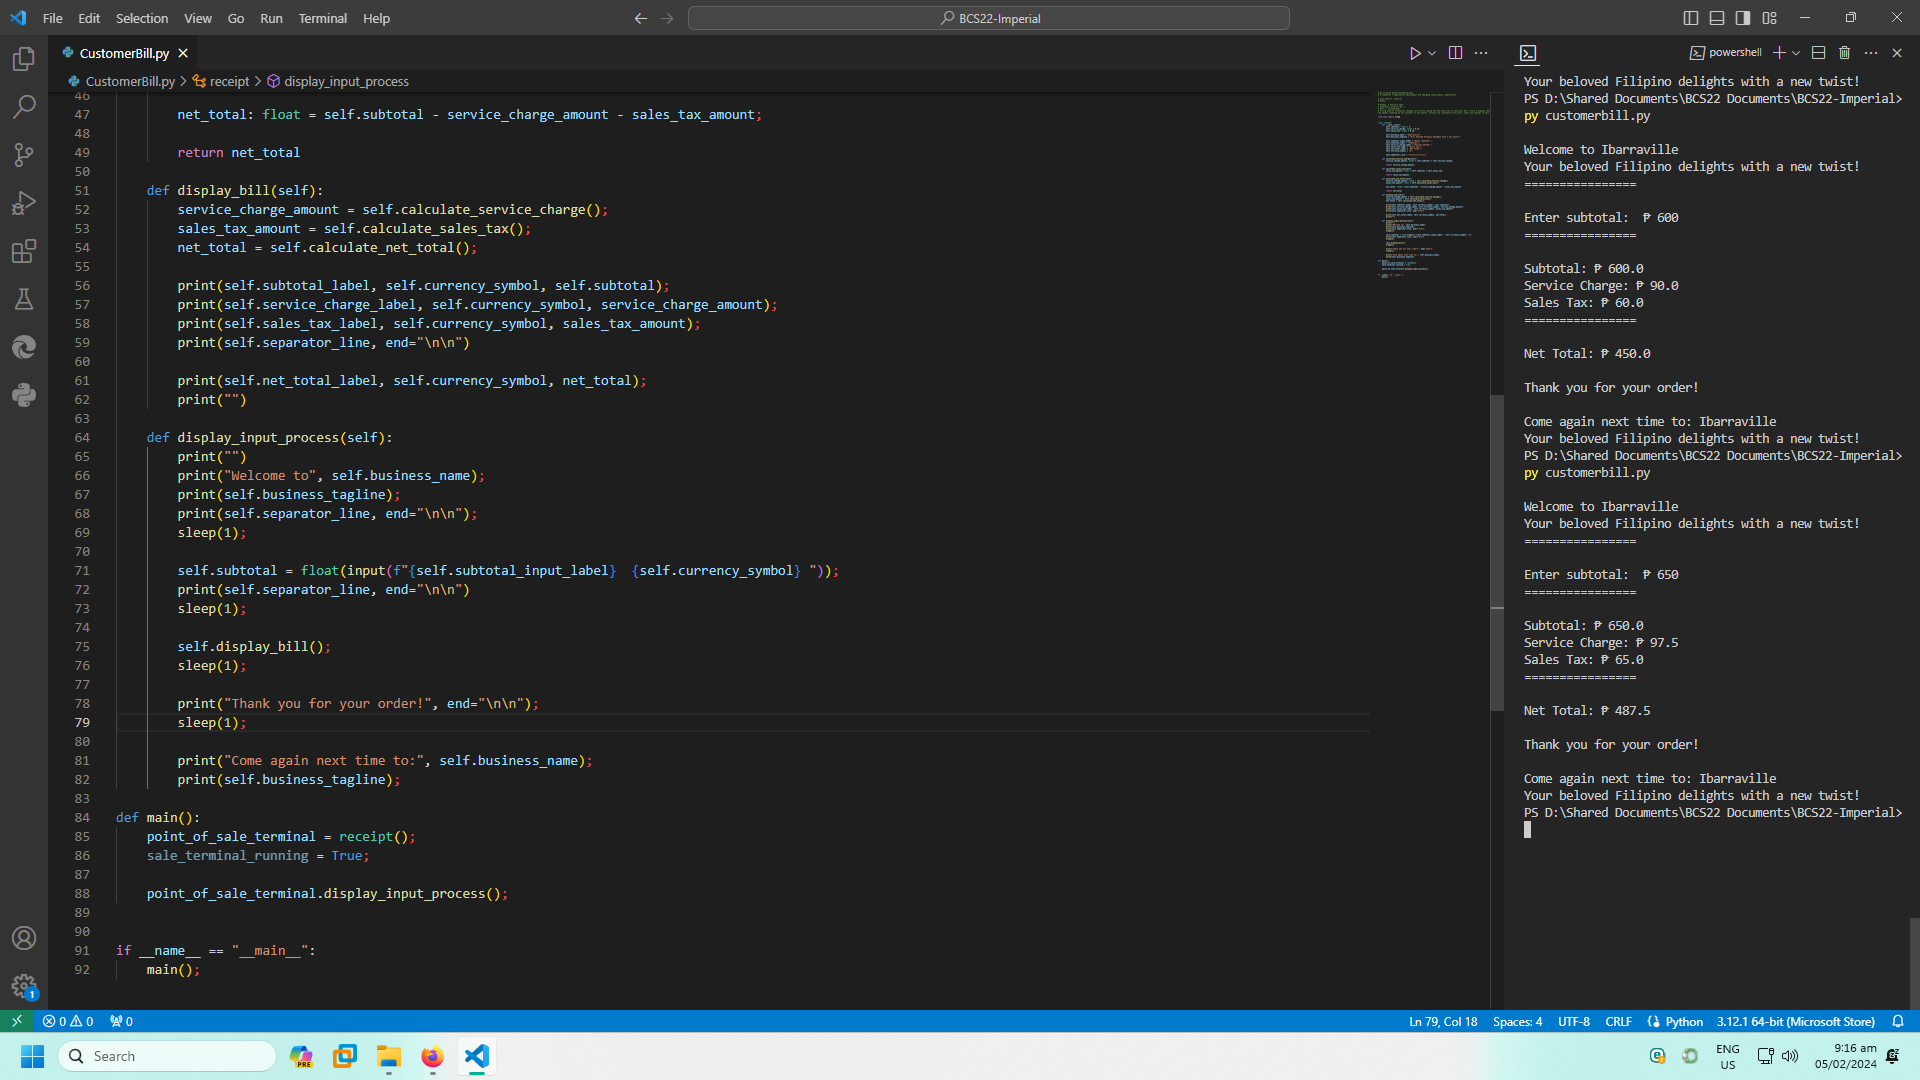 File Edit Selection View Go Run Terminal Help
BCS22-Imperial
CustomerBill.py
CustomerBill.py > receipt > display_input_process
46
47 net_total: float = self.subtotal - service_charge_amount - sales_tax_amount;
48
49 return net_total
50
51 def display_bill(self):
52 service_charge_amount = self.calculate_service_charge();
53 sales_tax_amount = self.calculate_sales_tax();
54 net_total = self.calculate_net_total();
55
56 print(self.subtotal_label, self.currency_symbol, self.subtotal);
57 print(self.service_charge_label, self.currency_symbol, service_charge_amount);
58 print(self.sales_tax_label, self.currency_symbol, sales_tax_amount);
59 print(self.separator_line, end="\n\n")
60
61 print(self.net_total_label, self.currency_symbol, net_total);
62 print("")
63
64 def display_input_process(self):
65 print("")
66 print("Welcome to", self.business_name);
67 print(self.business_tagline);
68 print(self.separator_line, end="\n\n");
69 sleep(1);
70
71 self.subtotal = float(input(f"{self.subtotal_input_label}  {self.currency_symbol} "));
72 print(self.separator_line, end="\n\n")
73 sleep(1);
74
75 self.display_bill();
76 sleep(1);
77
78 print("Thank you for your order!", end="\n\n");
79 sleep(1);
80
81 print("Come again next time to:", self.business_name);
82 print(self.business_tagline);
83
84 def main():
85 point_of_sale_terminal = receipt();
86 sale_terminal_running = True;
87
88 point_of_sale_terminal.display_input_process();
89
90
91 if __name__ == "__main__":
92 main();
powershell
Your beloved Filipino delights with a new twist!
PS D:\Shared Documents\BCS22 Documents\BCS22-Imperial>
py customerbill.py
Welcome to Ibarraville
Your beloved Filipino delights with a new twist!
================
Enter subtotal:  ₱ 600
================
Subtotal: ₱ 600.0
Service Charge: ₱ 90.0
Sales Tax: ₱ 60.0
================
Net Total: ₱ 450.0
Thank you for your order!
Come again next time to: Ibarraville
Your beloved Filipino delights with a new twist!
PS D:\Shared Documents\BCS22 Documents\BCS22-Imperial>
py customerbill.py
Welcome to Ibarraville
Your beloved Filipino delights with a new twist!
================
Enter subtotal:  ₱ 650
================
Subtotal: ₱ 650.0
Service Charge: ₱ 97.5
Sales Tax: ₱ 65.0
================
Net Total: ₱ 487.5
Thank you for your order!
Come again next time to: Ibarraville
Your beloved Filipino delights with a new twist!
PS D:\Shared Documents\BCS22 Documents\BCS22-Imperial>
1
0 0 0
Ln 79, Col 18 Spaces: 4 UTF-8 CRLF Python 3.12.1 64-bit (Microsoft Store)
Search
PRE
ENG
US
9:16 am
05/02/2024